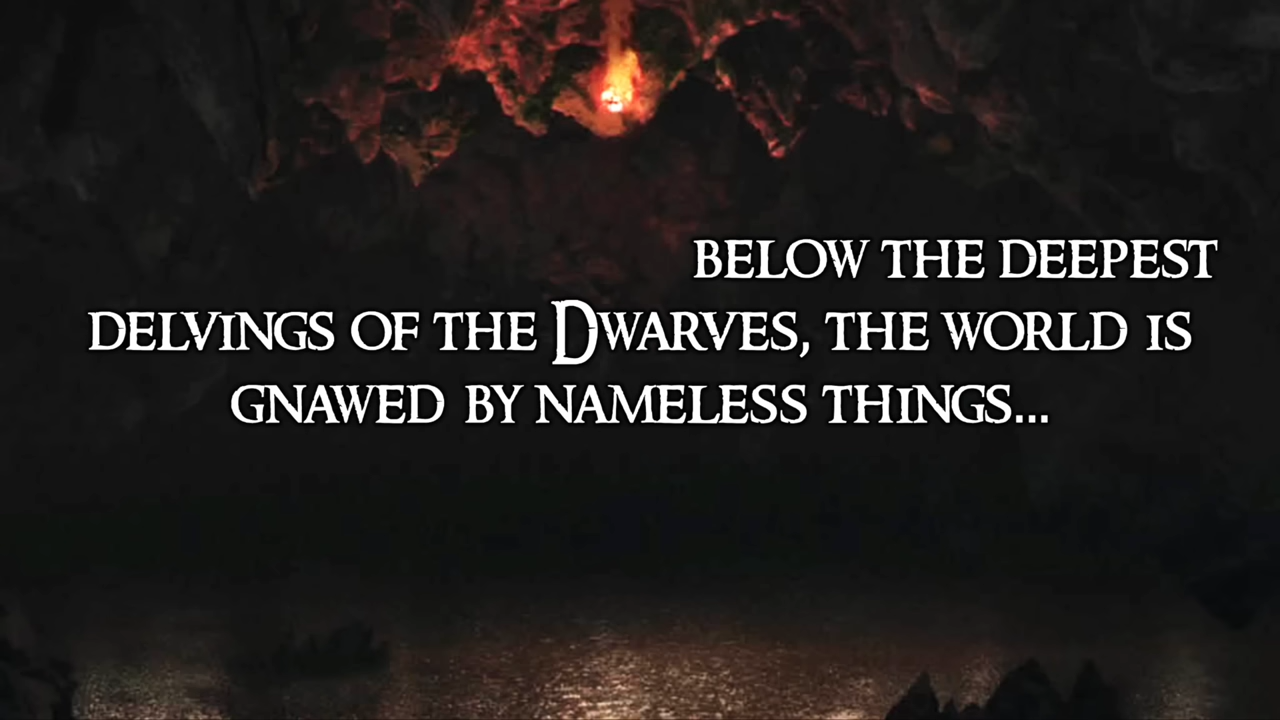 BELOW THE DEEPEST
DELVINGS OF THE DWARVES, THE WORLD IS
GNAWED BY NAMELESS THINGS...